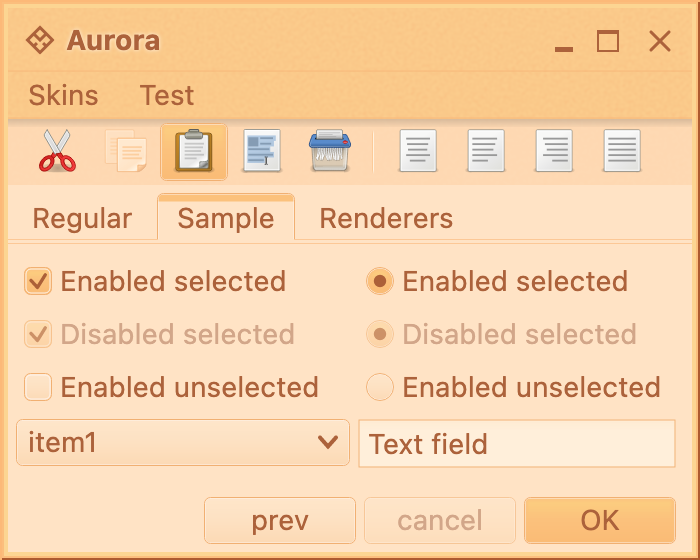 Aurora
Skins Test
Regular Sample Renderers
Enabled selected Enabled selected
Disabled selected Disabled selected
Enabled unselected Enabled unselected
item1 Text field
prev cancel OK